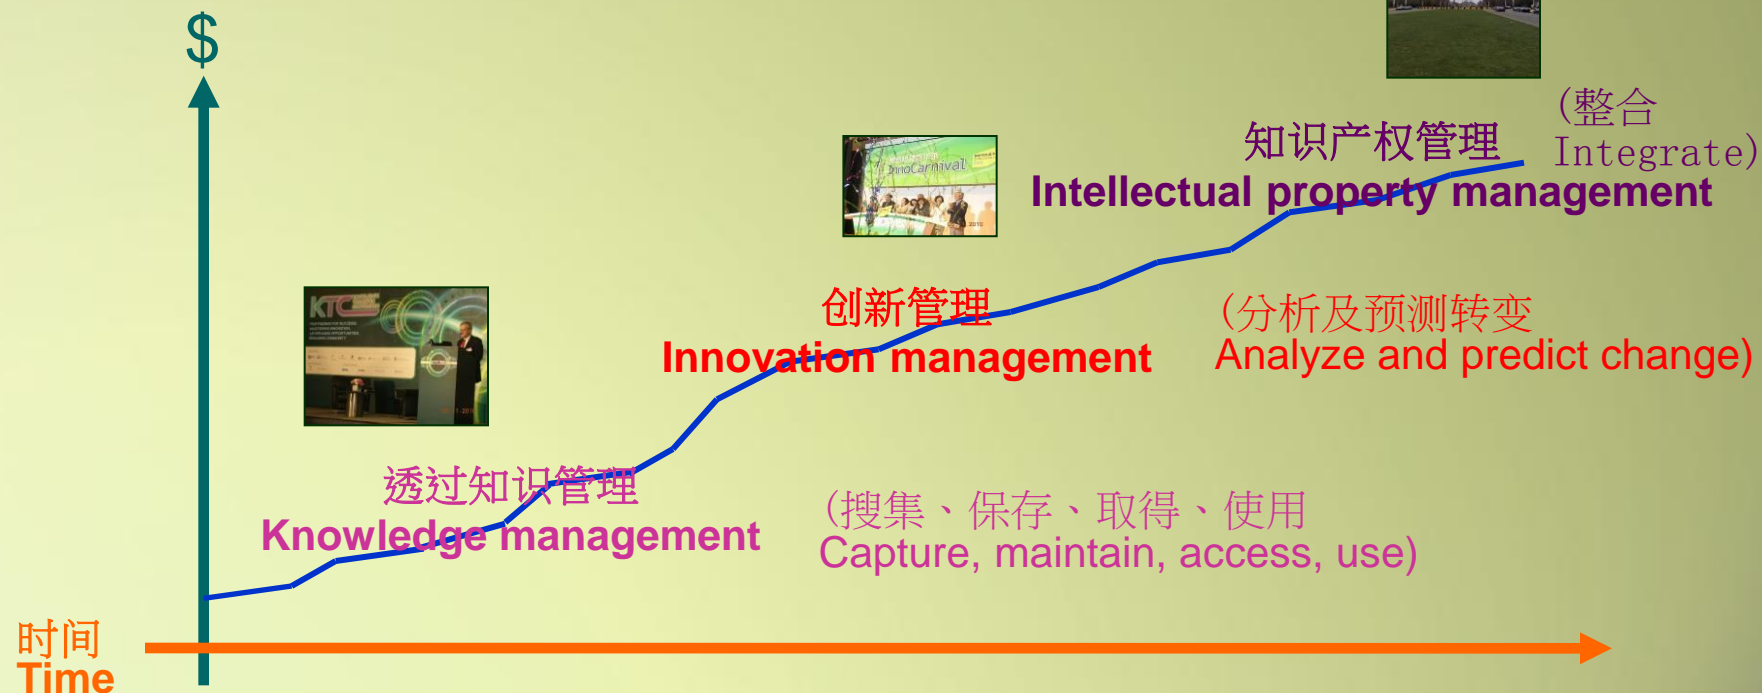 $
(整合
Integrate)
知识产权管理
Intellectual property management
InnoCarnival
创新管理
Innovation management
(分析及预测转变
Analyze and predict change)
KTC
透过知识管理
Knowledge management
(搜集、保存、取得、使用
Capture, maintain, access, use)
时间
Time